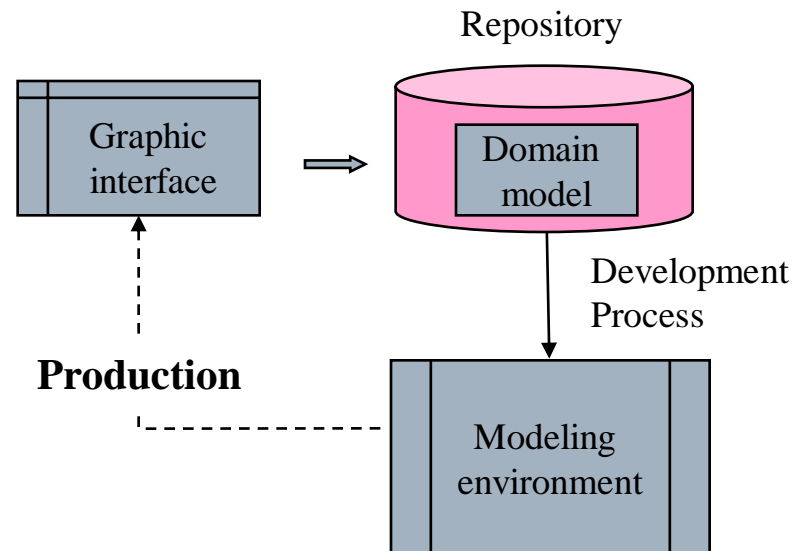 Repository
Graphic
interface
Domain
model
Development
Process
Production
Modeling
environment